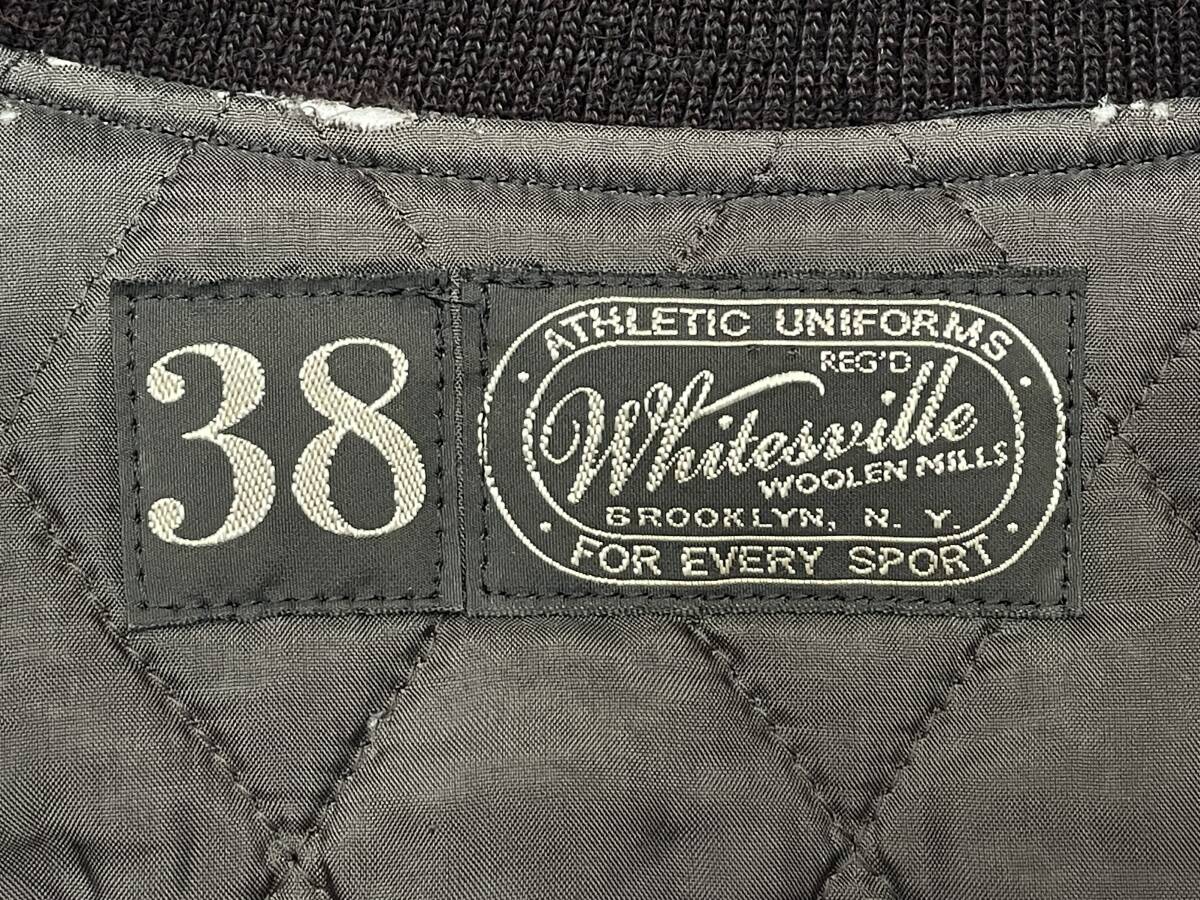 38
ATHLETIC UNIFORMS
REG'D
Whitesville
WOOLEN MILLS
BROOKLYN, N. Y.
FOR EVERY SPORT